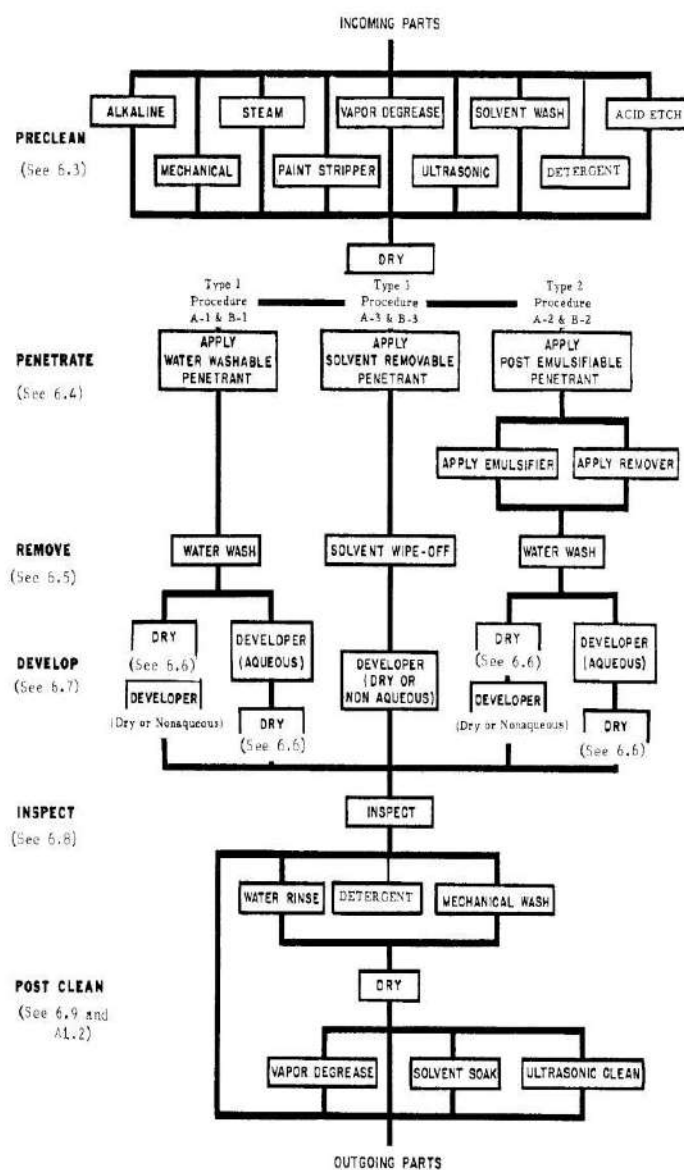 INCOMING PARTS
ALKALINE
STEAM
VAPOR DEGREASE
SOLVENT WASH
ACID ETCH
PRECLEAN
(See 6.3)
MECHANICAL
PAINT STRIPPER
ULTRASONIC
DETERGENT
DRY
Type 1
Procedure
A-1 & B-1
Type 1
Procedure
A-3 & B-3
Type 2
Procedure
A-2 & B-2
PENETRATE
(See 6.4)
APPLY
WATER WASHABLE
PENETRANT
APPLY
SOLVENT REMOVABLE
PENETRANT
APPLY
POST EMULSIFIABLE
PENETRANT
APPLY EMULSIFIER
APPLY REMOVER
REMOVE
(See 6.5)
WATER WASH
SOLVENT WIPE-OFF
WATER WASH
DEVELOP
(See 6.7)
DRY
(See 6.6)
DEVELOPER
(Dry or Nonaqueous)
DEVELOPER
(AQUEOUS)
DRY
(See 6.6)
DEVELOPER
(DRY OR
NON AQUEOUS)
DRY
(See 6.6)
DEVELOPER
(Dry or Nonaqueous)
DEVELOPER
(AQUEOUS)
DRY
(See 6.6)
INSPECT
(See 6.8)
INSPECT
WATER RINSE
DETERGENT
MECHANICAL WASH
POST CLEAN
(See 6.9 and
A1.2)
DRY
VAPOR DEGREASE
SOLVENT SOAK
ULTRASONIC CLEAN
OUTGOING PARTS